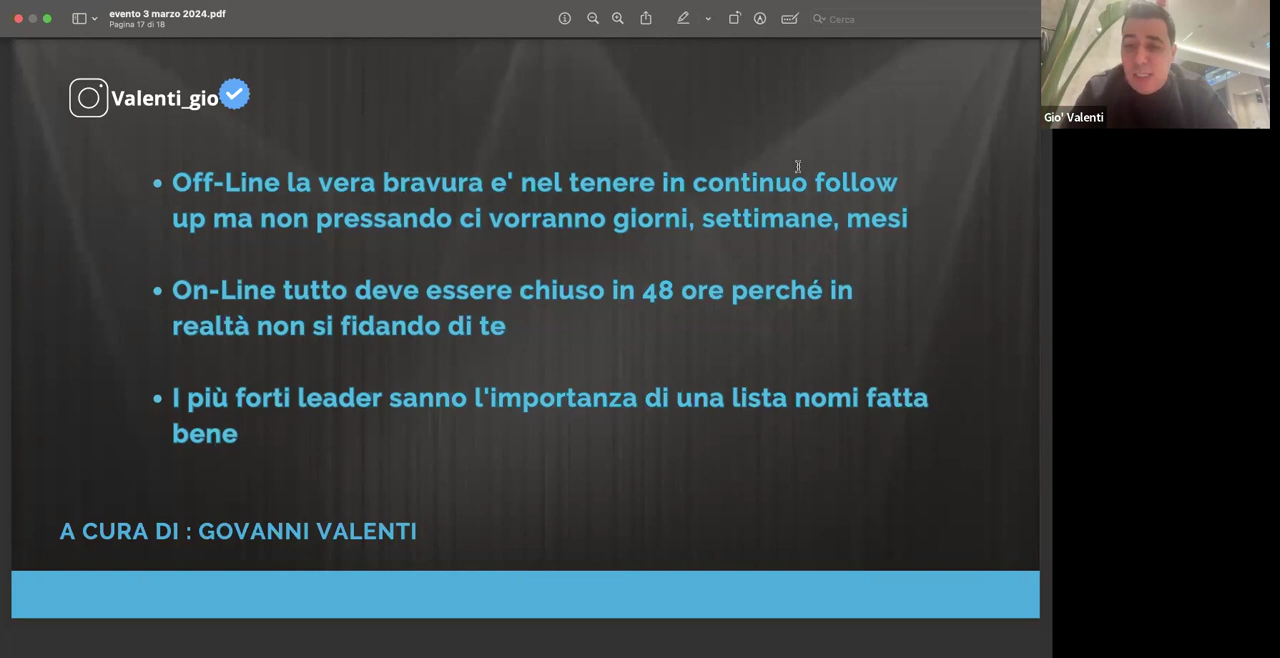 evento 3 marzo 2024.pdf
Pagina 17 di 18
Cerca
Gio' Valenti
Valenti_gio
• Off-Line la vera bravura e' nel tenere in continuo follow
up ma non pressando ci vorranno giorni, settimane, mesi
• On-Line tutto deve essere chiuso in 48 ore perché in
realtà non si fidando di te
• I più forti leader sanno l'importanza di una lista nomi fatta
bene
A CURA DI : GOVANNI VALENTI